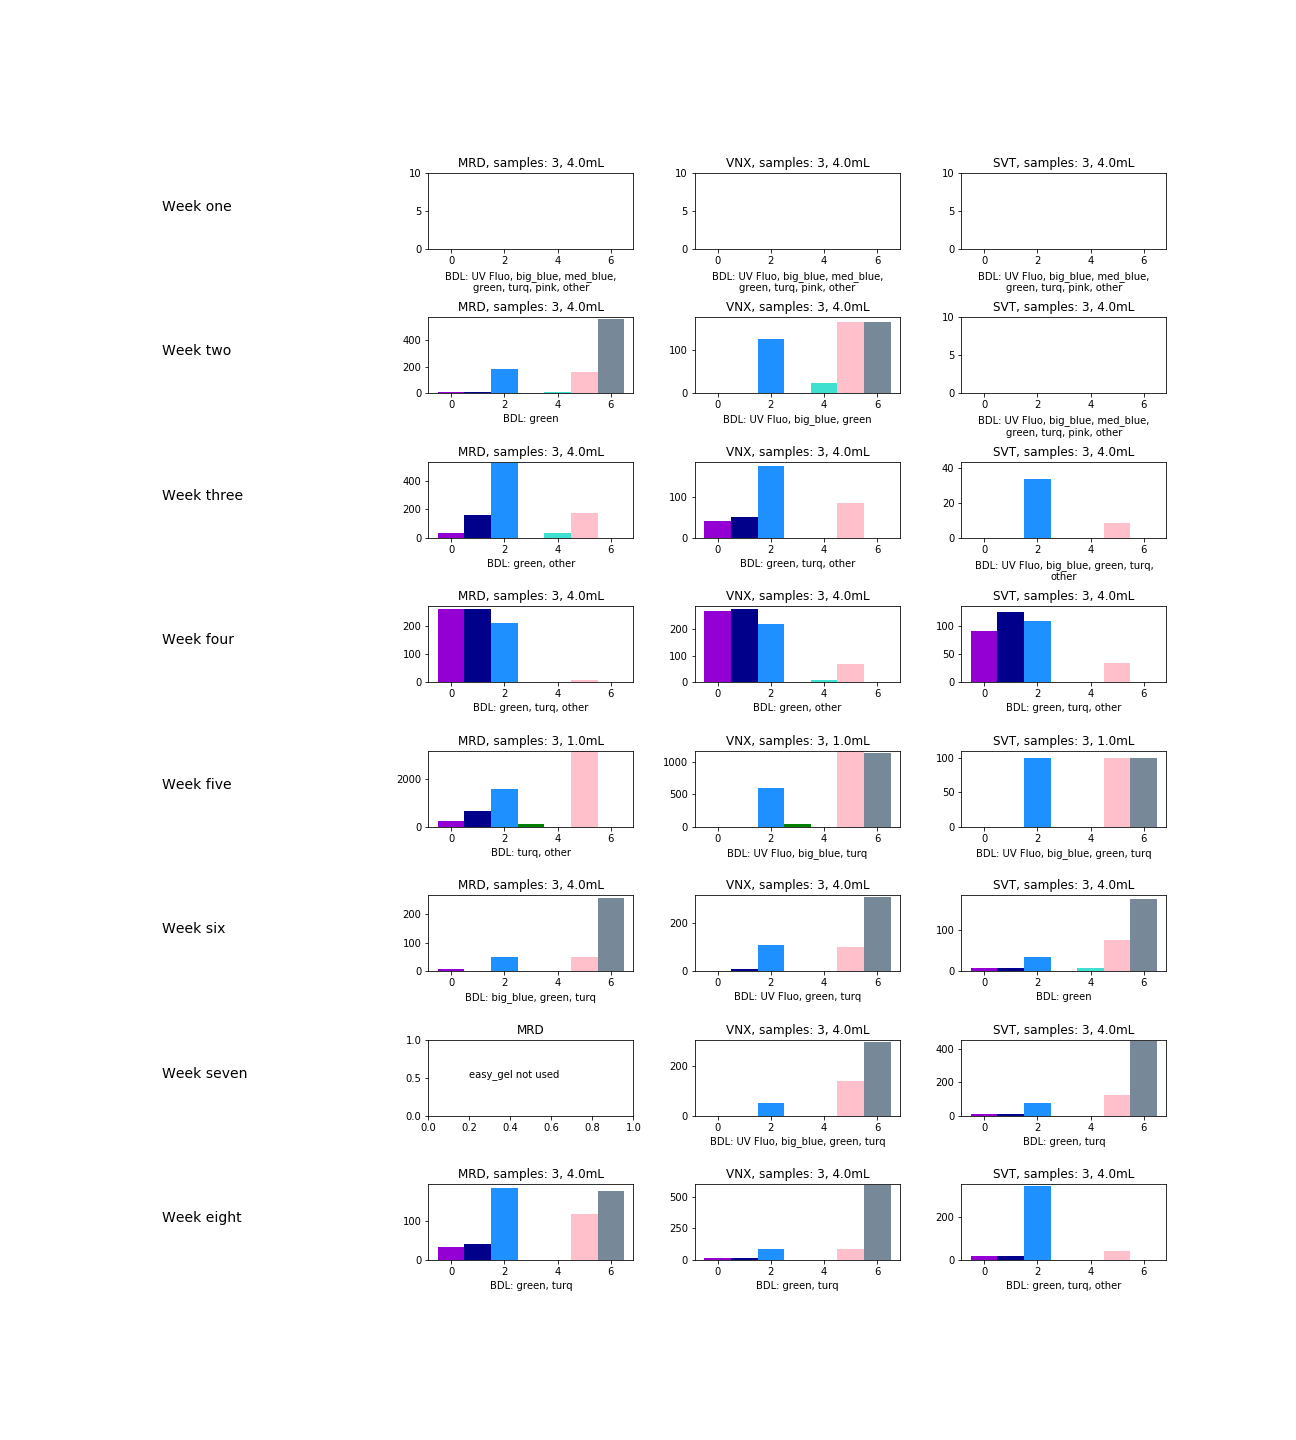 MRD, samples: 3, 4.0mL
VNX, samples: 3, 4.0mL
SVT, samples: 3, 4.0mL
Week one
10
5
0
0 2 4 6
BDL: UV Fluo, big_blue, med_blue,
green, turq, pink, other
10
5
0
0 2 4 6
BDL: UV Fluo, big_blue, med_blue,
green, turq, pink, other
10
5
0
0 2 4 6
BDL: UV Fluo, big_blue, med_blue,
green, turq, pink, other
MRD, samples: 3, 4.0mL
VNX, samples: 3, 4.0mL
SVT, samples: 3, 4.0mL
Week two
400
200
0
0 2 4 6
BDL: green
100
0
0 2 4 6
BDL: UV Fluo, big_blue, green
10
5
0
0 2 4 6
BDL: UV Fluo, big_blue, med_blue,
green, turq, pink, other
MRD, samples: 3, 4.0mL
VNX, samples: 3, 4.0mL
SVT, samples: 3, 4.0mL
Week three
400
200
0
0 2 4 6
BDL: green, other
100
0
0 2 4 6
BDL: green, turq, other
40
20
0
0 2 4 6
BDL: UV Fluo, big_blue, green, turq,
other
MRD, samples: 3, 4.0mL
VNX, samples: 3, 4.0mL
SVT, samples: 3, 4.0mL
Week four
200
100
0
0 2 4 6
BDL: green, turq, other
200
100
0
0 2 4 6
BDL: green, other
100
50
0
0 2 4 6
BDL: green, turq, other
MRD, samples: 3, 1.0mL
VNX, samples: 3, 1.0mL
SVT, samples: 3, 1.0mL
Week five
2000
0
0 2 4 6
BDL: turq, other
1000
500
0
0 2 4 6
BDL: UV Fluo, big_blue, turq
100
50
0
0 2 4 6
BDL: UV Fluo, big_blue, green, turq
MRD, samples: 3, 4.0mL
VNX, samples: 3, 4.0mL
SVT, samples: 3, 4.0mL
Week six
200
100
0
0 2 4 6
BDL: big_blue, green, turq
200
0
0 2 4 6
BDL: UV Fluo, green, turq
100
0
0 2 4 6
BDL: green
MRD
VNX, samples: 3, 4.0mL
SVT, samples: 3, 4.0mL
Week seven
1.0
0.5
0.0
easy_gel not used
0.0 0.2 0.4 0.6 0.8 1.0
200
0
0 2 4 6
BDL: UV Fluo, big_blue, green, turq
400
200
0
0 2 4 6
BDL: green, turq
MRD, samples: 3, 4.0mL
VNX, samples: 3, 4.0mL
SVT, samples: 3, 4.0mL
Week eight
100
0
0 2 4 6
BDL: green, turq
500
250
0
0 2 4 6
BDL: green, turq
200
0
0 2 4 6
BDL: green, turq, other